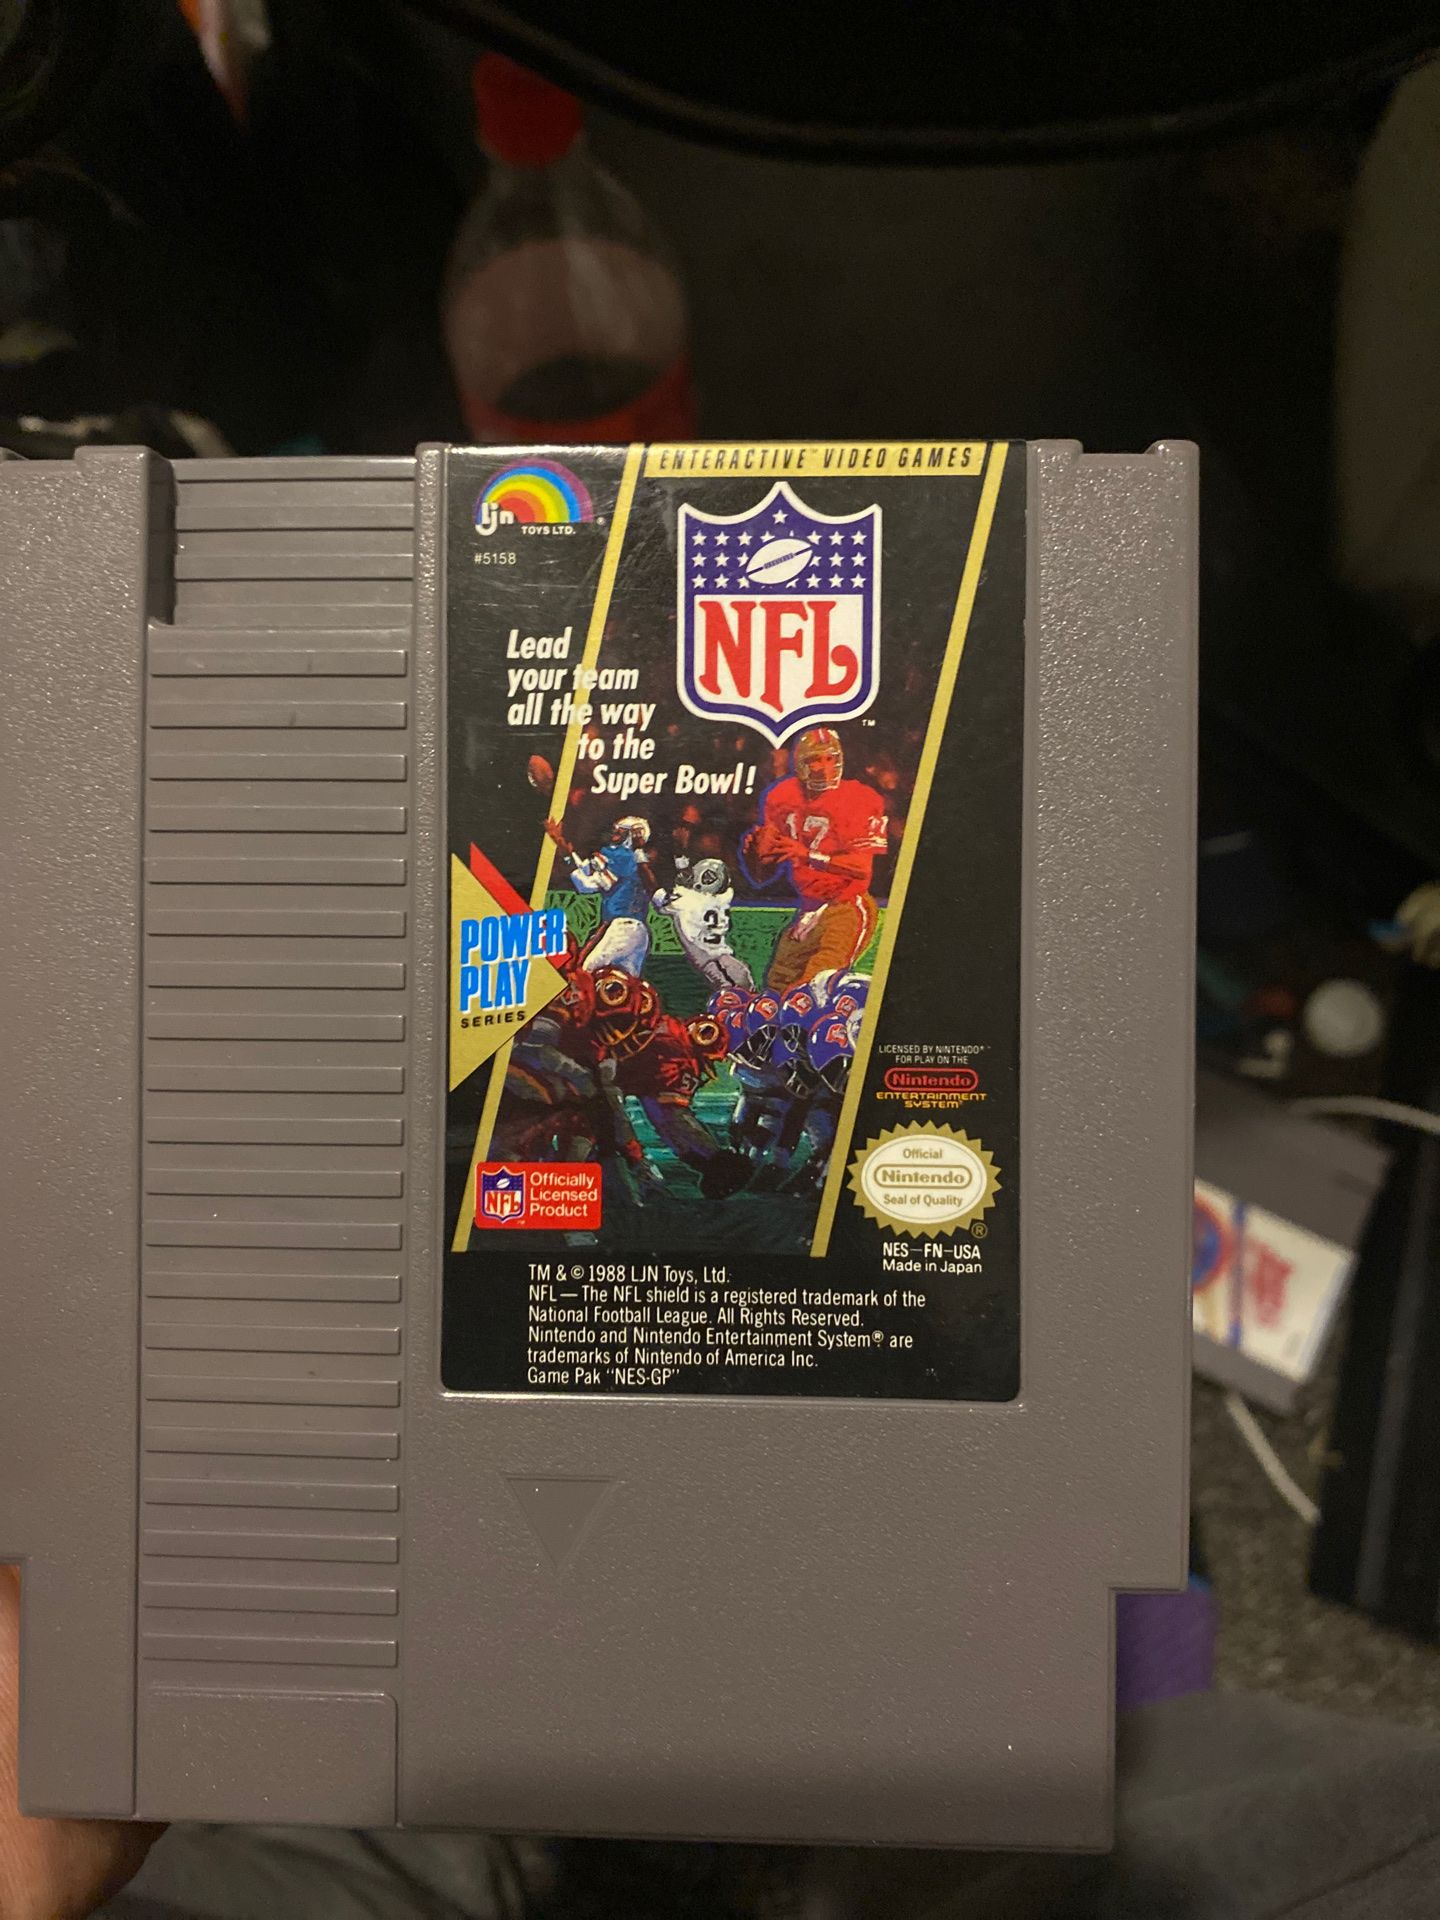 ENTERACTIVE™ VIDEO GAMES
ljn
TOYS LTD.
®
#5158
NFL
™
Lead
your team
all the way
to the
Super Bowl!
17
POWER
PLAY
SERIES
LICENSED BY NINTENDO®
FOR PLAY ON THE
Nintendo
ENTERTAINMENT
SYSTEM®
Official
Nintendo
Seal of Quality
®
NFL
Officially
Licensed
Product
NES-FN-USA
Made in Japan
TM & © 1988 LJN Toys, Ltd.
NFL — The NFL shield is a registered trademark of the
National Football League. All Rights Reserved.
Nintendo and Nintendo Entertainment System® are
trademarks of Nintendo of America Inc.
Game Pak "NES-GP"